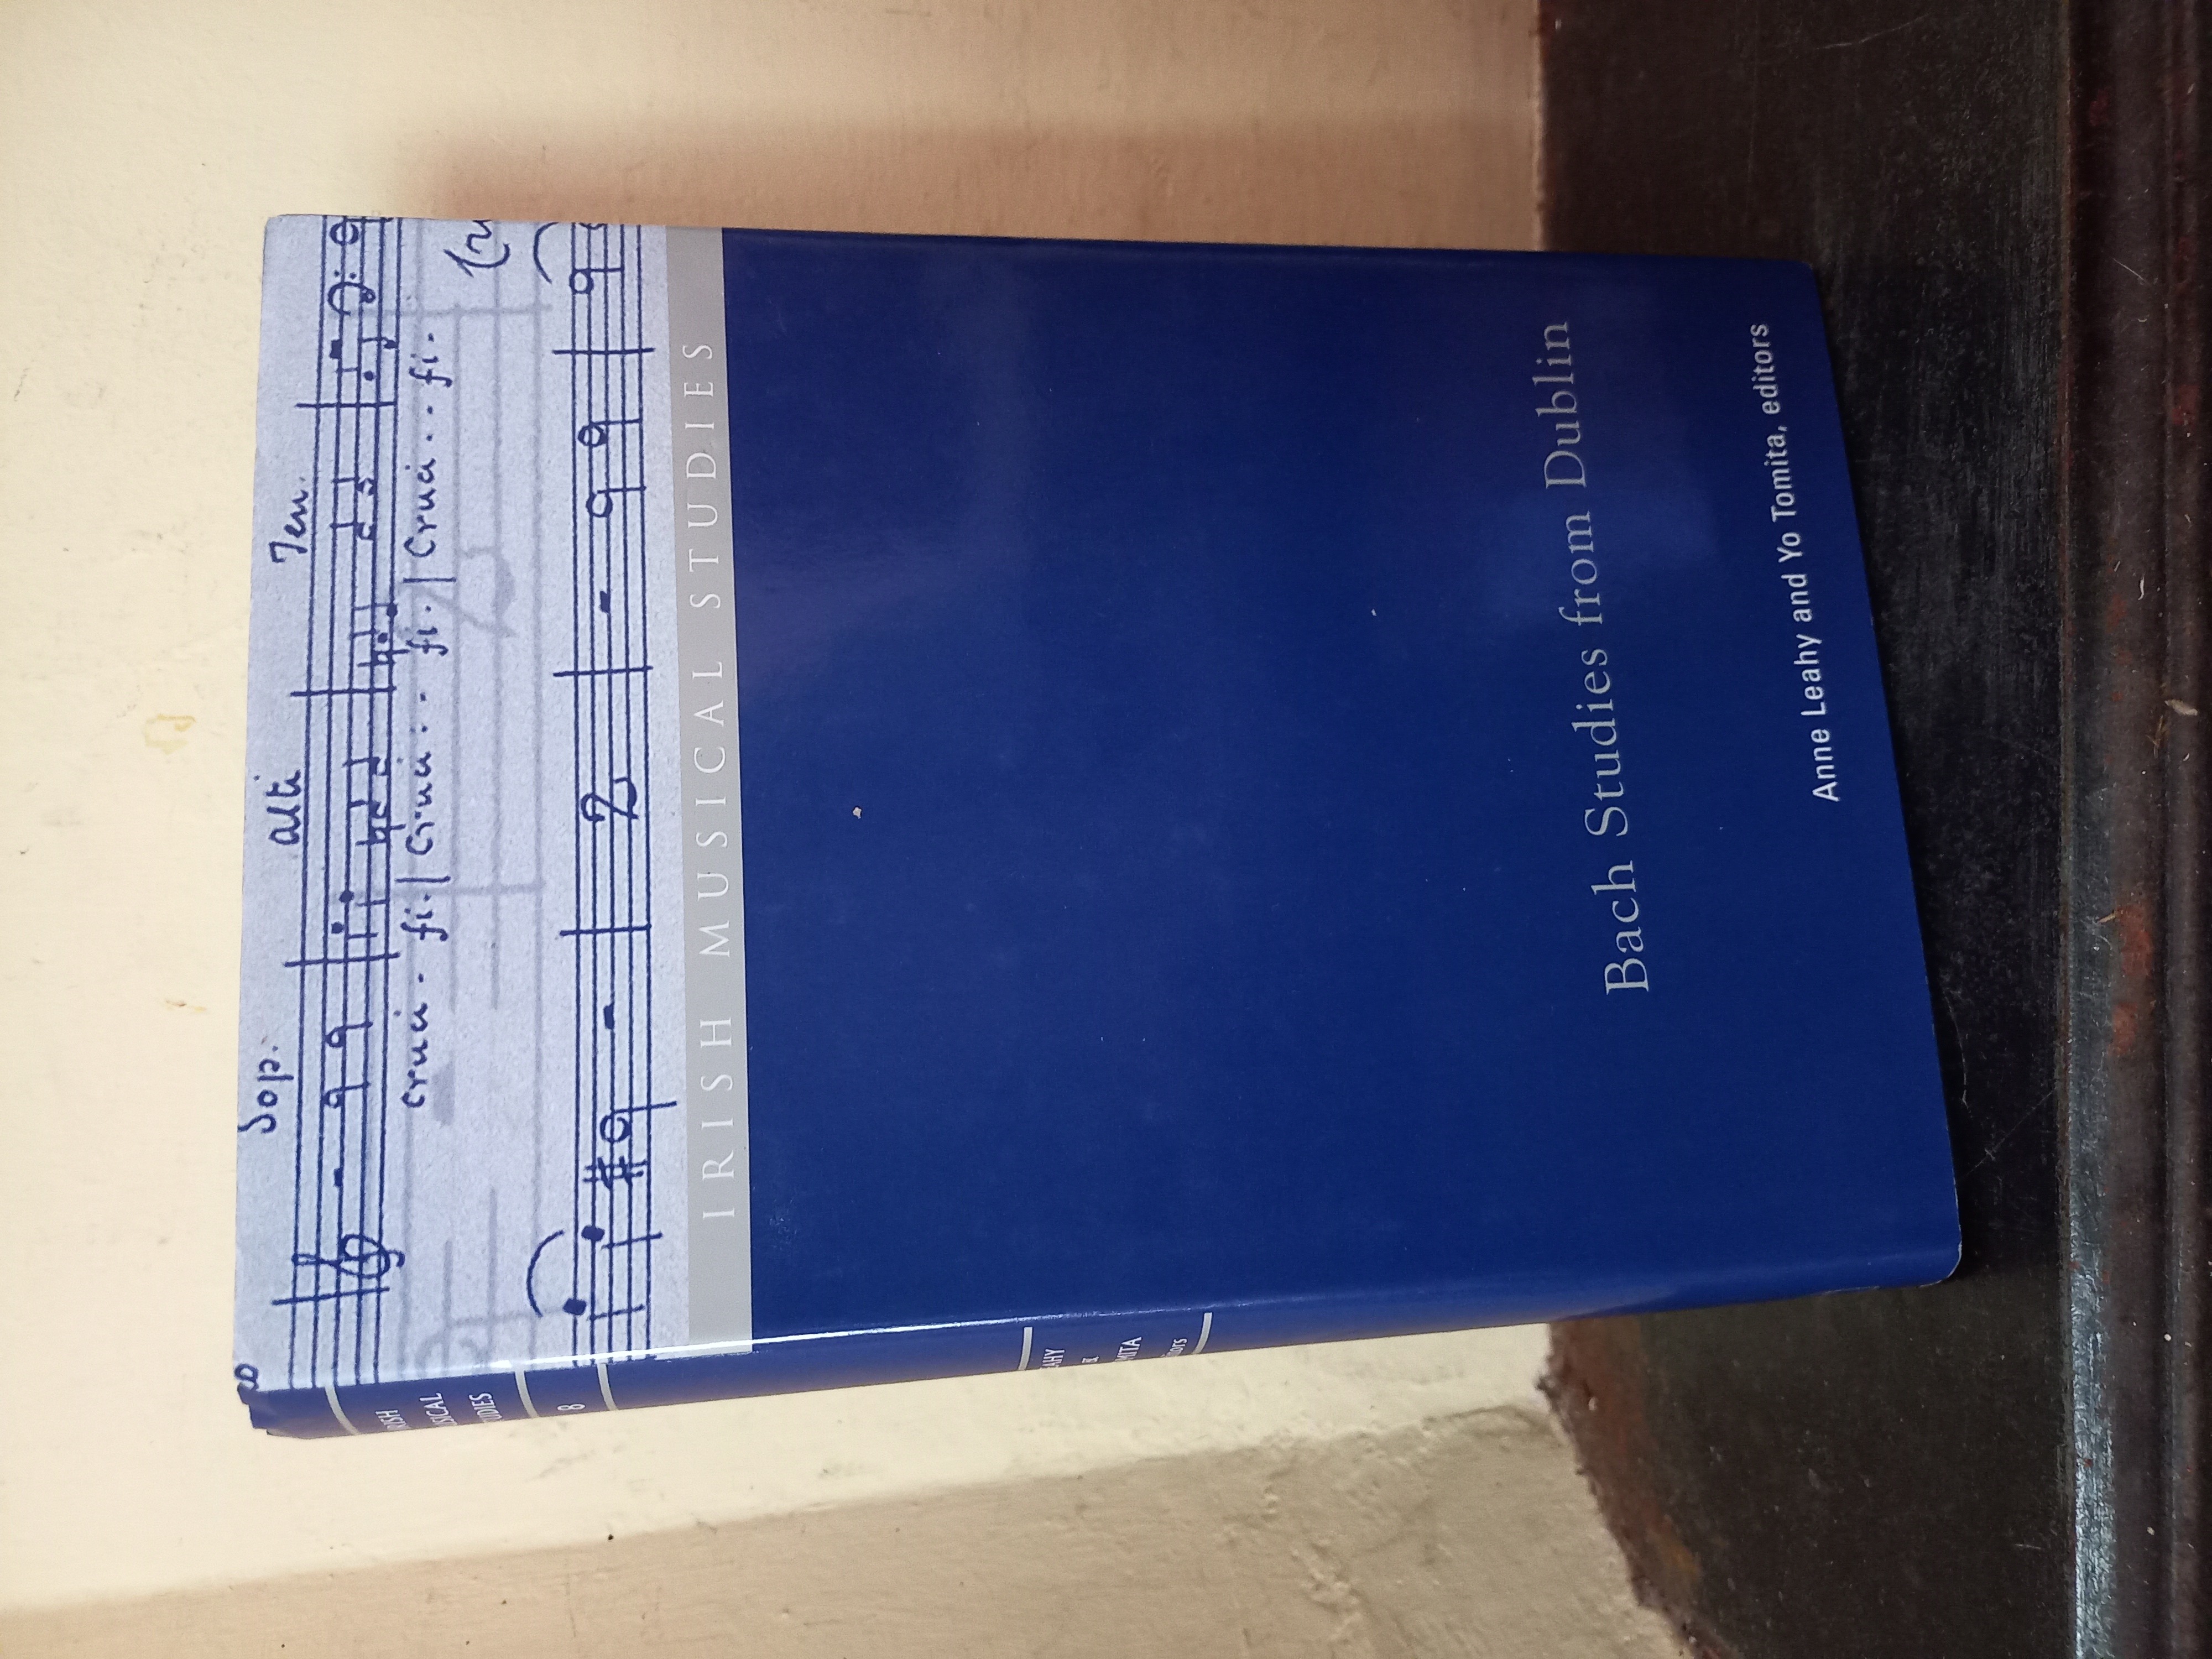 Sop. alti Ten.
cruci - fi. | Cruci - - fi. | Cruci - - fi -
IRISH MUSICAL STUDIES
Bach Studies from Dublin
Anne Leahy and Yo Tomita, editors
8